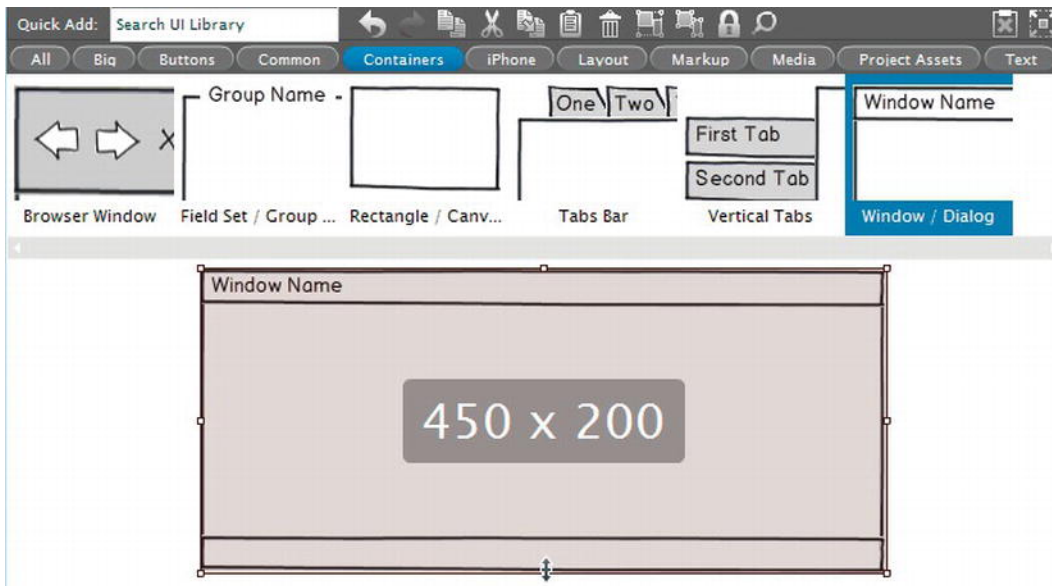 Quick Add: Search UI Library
All Big Buttons Common Containers iPhone Layout Markup Media Project Assets Text
Group Name One Two Window Name
First Tab
Second Tab
Browser Window Field Set / Group ... Rectangle / Canv... Tabs Bar Vertical Tabs Window / Dialog
Window Name
450 x 200